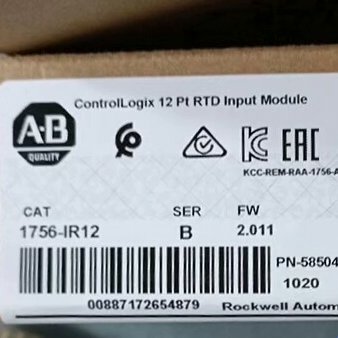 ControlLogix 12 Pt RTD Input Module
A-B
QUALITY
KC EAC
KCC-REM-RAA-1756-A
CAT SER FW
1756-IR12 B 2.011
PN-58504
1020
00887172654879 Rockwell Autom